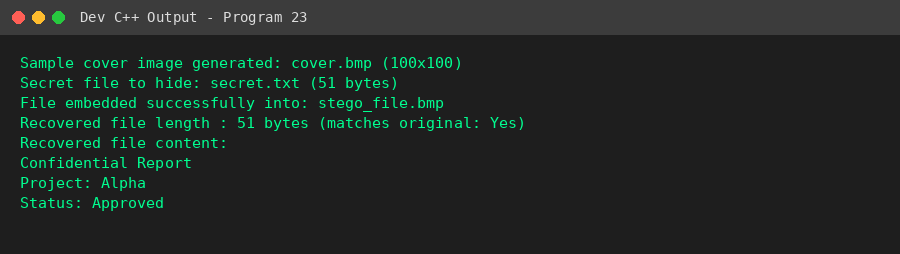 Dev C++ Output - Program 23
Sample cover image generated: cover.bmp (100x100)
Secret file to hide: secret.txt (51 bytes)
File embedded successfully into: stego_file.bmp
Recovered file length : 51 bytes (matches original: Yes)
Recovered file content:
Confidential Report
Project: Alpha
Status: Approved